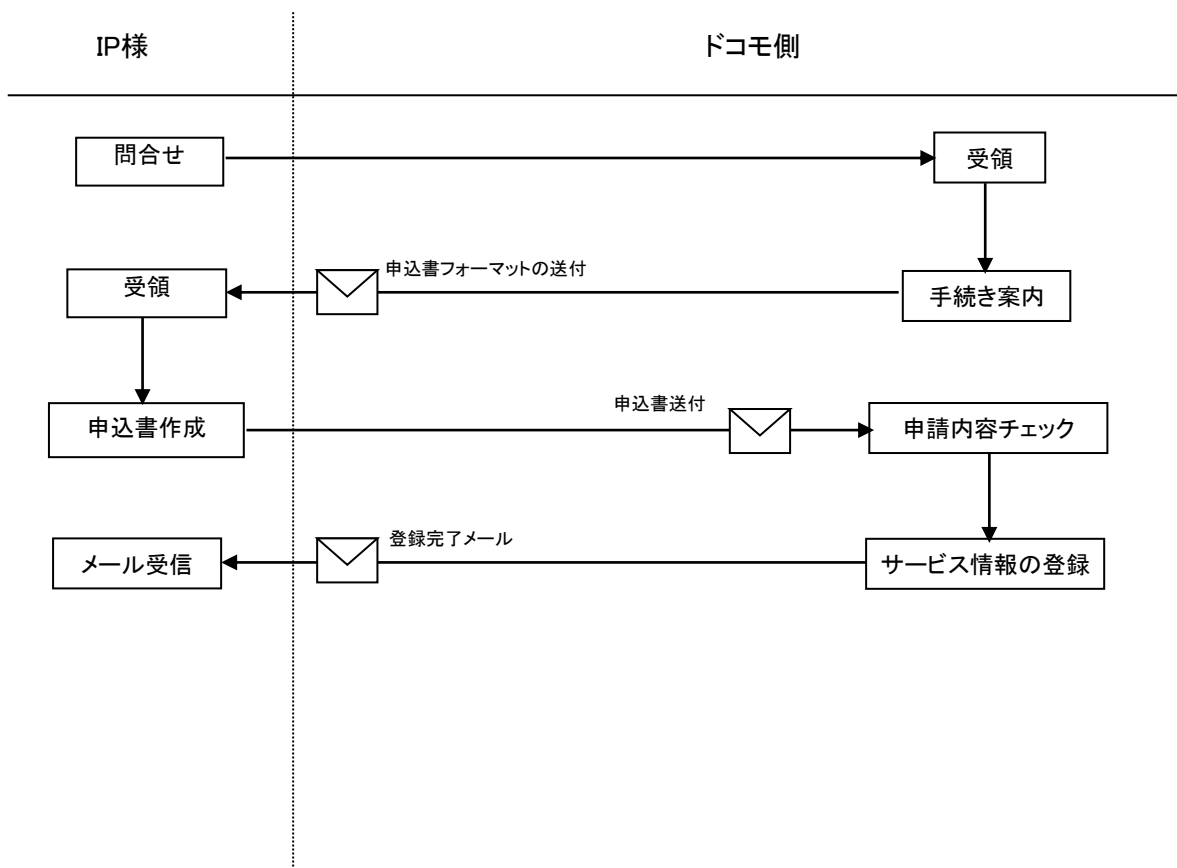 IP様
ドコモ側
問合せ
受領
申込書フォーマットの送付
受領
手続き案内
申込書送付
申込書作成
申請内容チェック
登録完了メール
メール受信
サービス情報の登録